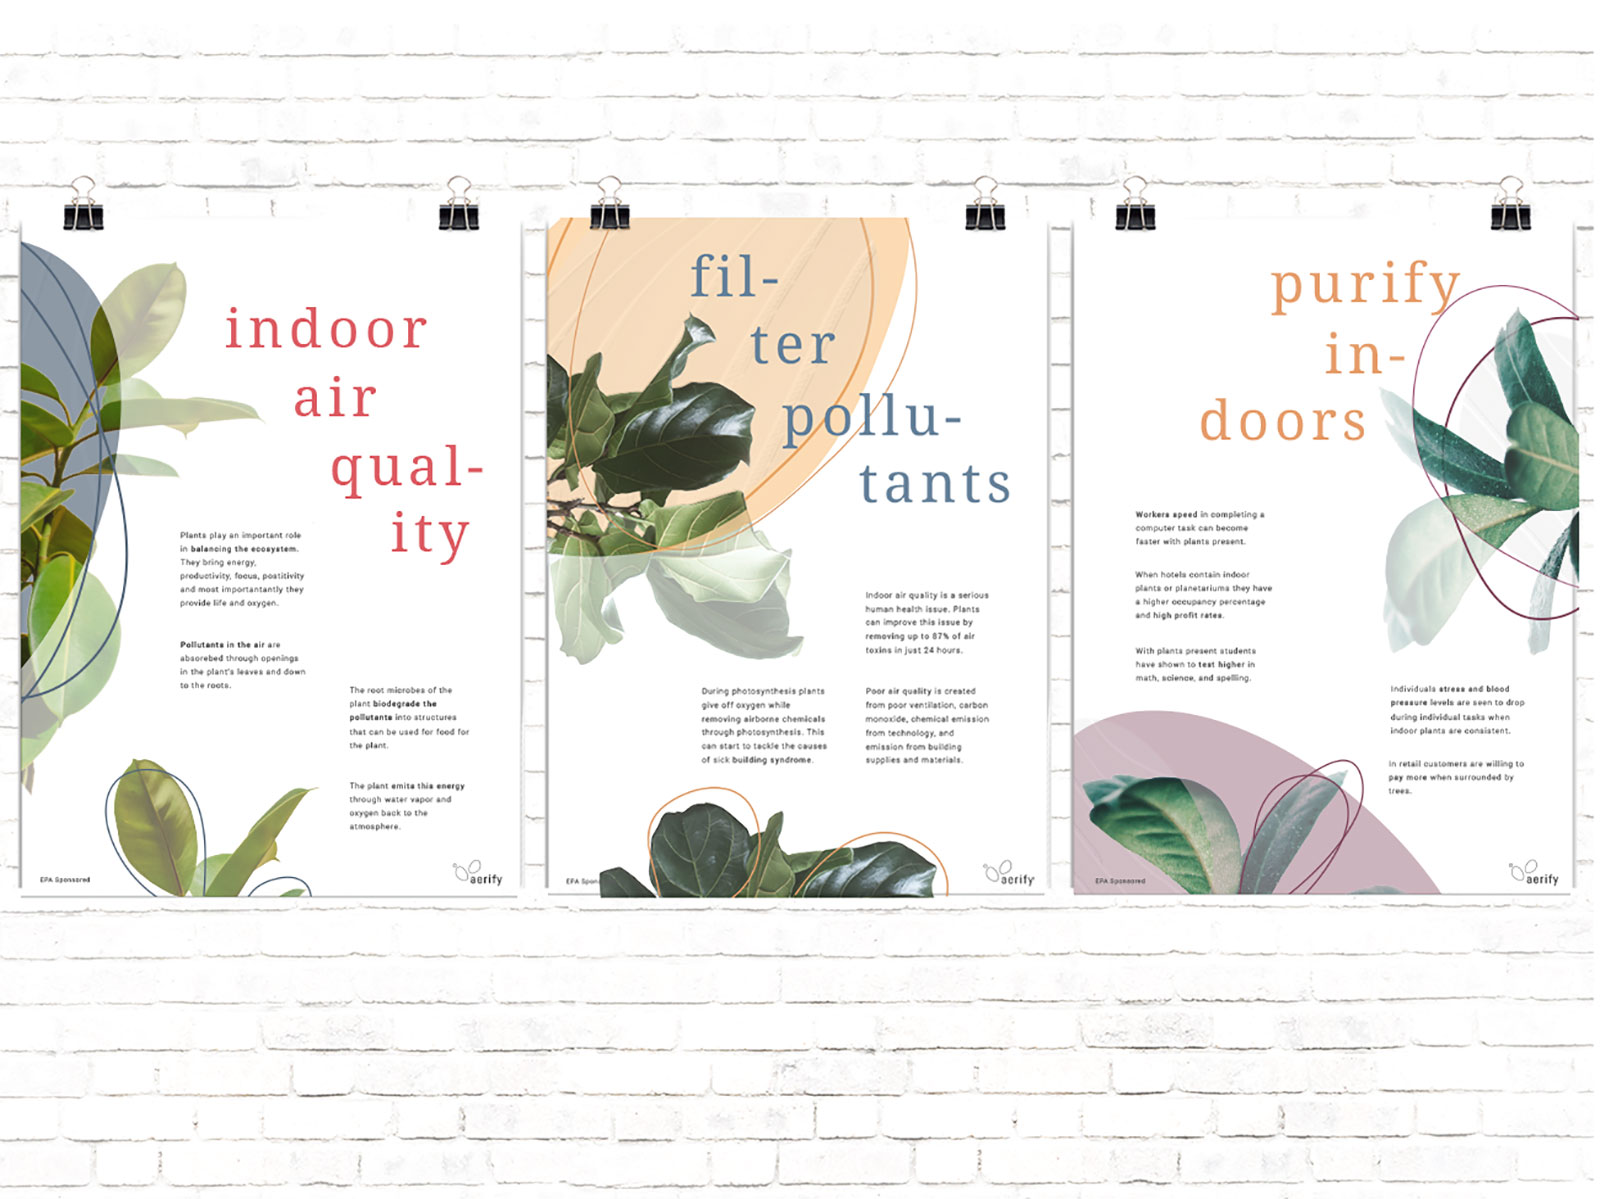 indoor
air
qual-
ity
Plants play an important role
in balancing the ecosystem.
They bring energy,
productivity, focus, postitivity
and most importantantly they
provide life and oxygen.
Pollutants in the air are
absorebed through openings
in the plant's leaves and down
to the roots.
The root microbes of the
plant biodegrade the
pollutants into structures
that can be used for food for
the plant.
The plant emits this energy
through water vapor and
oxygen back to the
atmosphere.
EPA Sponsored
aerify
fil-
ter
pollu-
tants
Indoor air quality is a serious
human health issue. Plants
can improve this issue by
removing up to 87% of air
toxins in just 24 hours.
During photosynthesis plants
give off oxygen while
removing airborne chemicals
through photosynthesis. This
can start to tackle the causes
of sick building syndrome.
Poor air quality is created
from poor ventilation, carbon
monoxide, chemical emission
from technology, and
emission from building
supplies and materials.
EPA Spon
aerify
purify
in-
doors
Workers speed in completing a
computer task can become
faster with plants present.
When hotels contain indoor
plants or planetariums they have
a higher occupancy percentage
and high profit rates.
With plants present students
have shown to test higher in
math, science, and spelling.
Individuals stress and blood
pressure levels are seen to drop
during individual tasks when
indoor plants are consistent.
In retail customers are willing to
pay more when surrounded by
trees.
EPA Sponsored
aerify